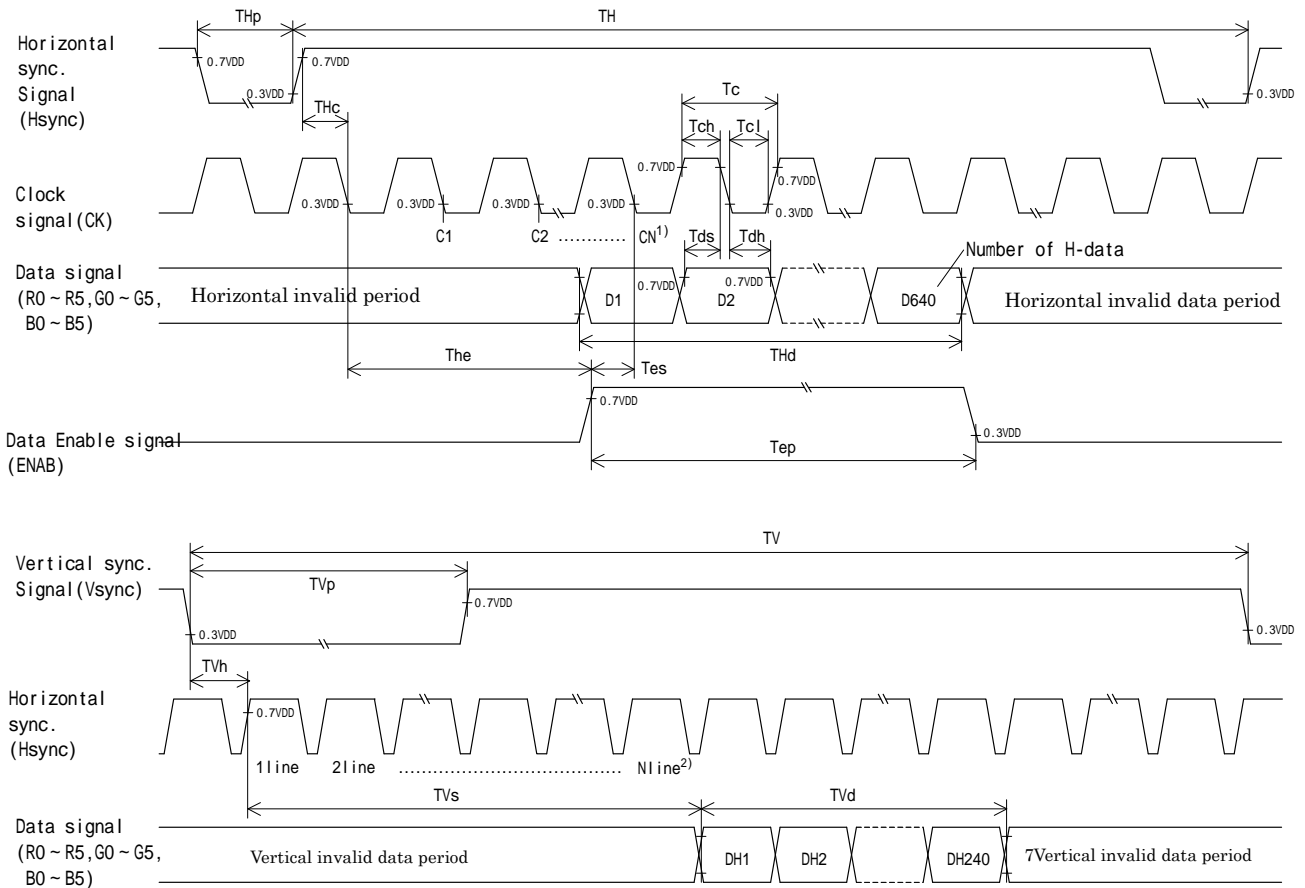 THp
TH
Horizontal
sync.
Signal
(Hsync)
0.7VDD
0.3VDD
0.7VDD
0.3VDD
THc
Tc
Tch
Tcl
Clock
signal(CK)
0.3VDD
0.3VDD
0.3VDD
0.3VDD
0.7VDD
0.7VDD
0.3VDD
C1
C2 ............ CN1)
Tds
Tdh
Number of H-data
Data signal
(R0~R5,G0~G5,
B0~B5)
Horizontal invalid period
D1
0.7VDD
D2
0.7VDD
D640
Horizontal invalid data period
The
Tes
THd
Data Enable signal
(ENAB)
0.7VDD
0.3VDD
Tep
Vertical sync.
Signal(Vsync)
TV
TVp
0.3VDD
0.7VDD
0.3VDD
TVh
Horizontal
sync.
(Hsync)
0.7VDD
1line 2line ...................................... Nline2)
TVs
TVd
Data signal
(R0~R5,G0~G5,
B0~B5)
Vertical invalid data period
DH1
DH2
DH240
7Vertical invalid data period